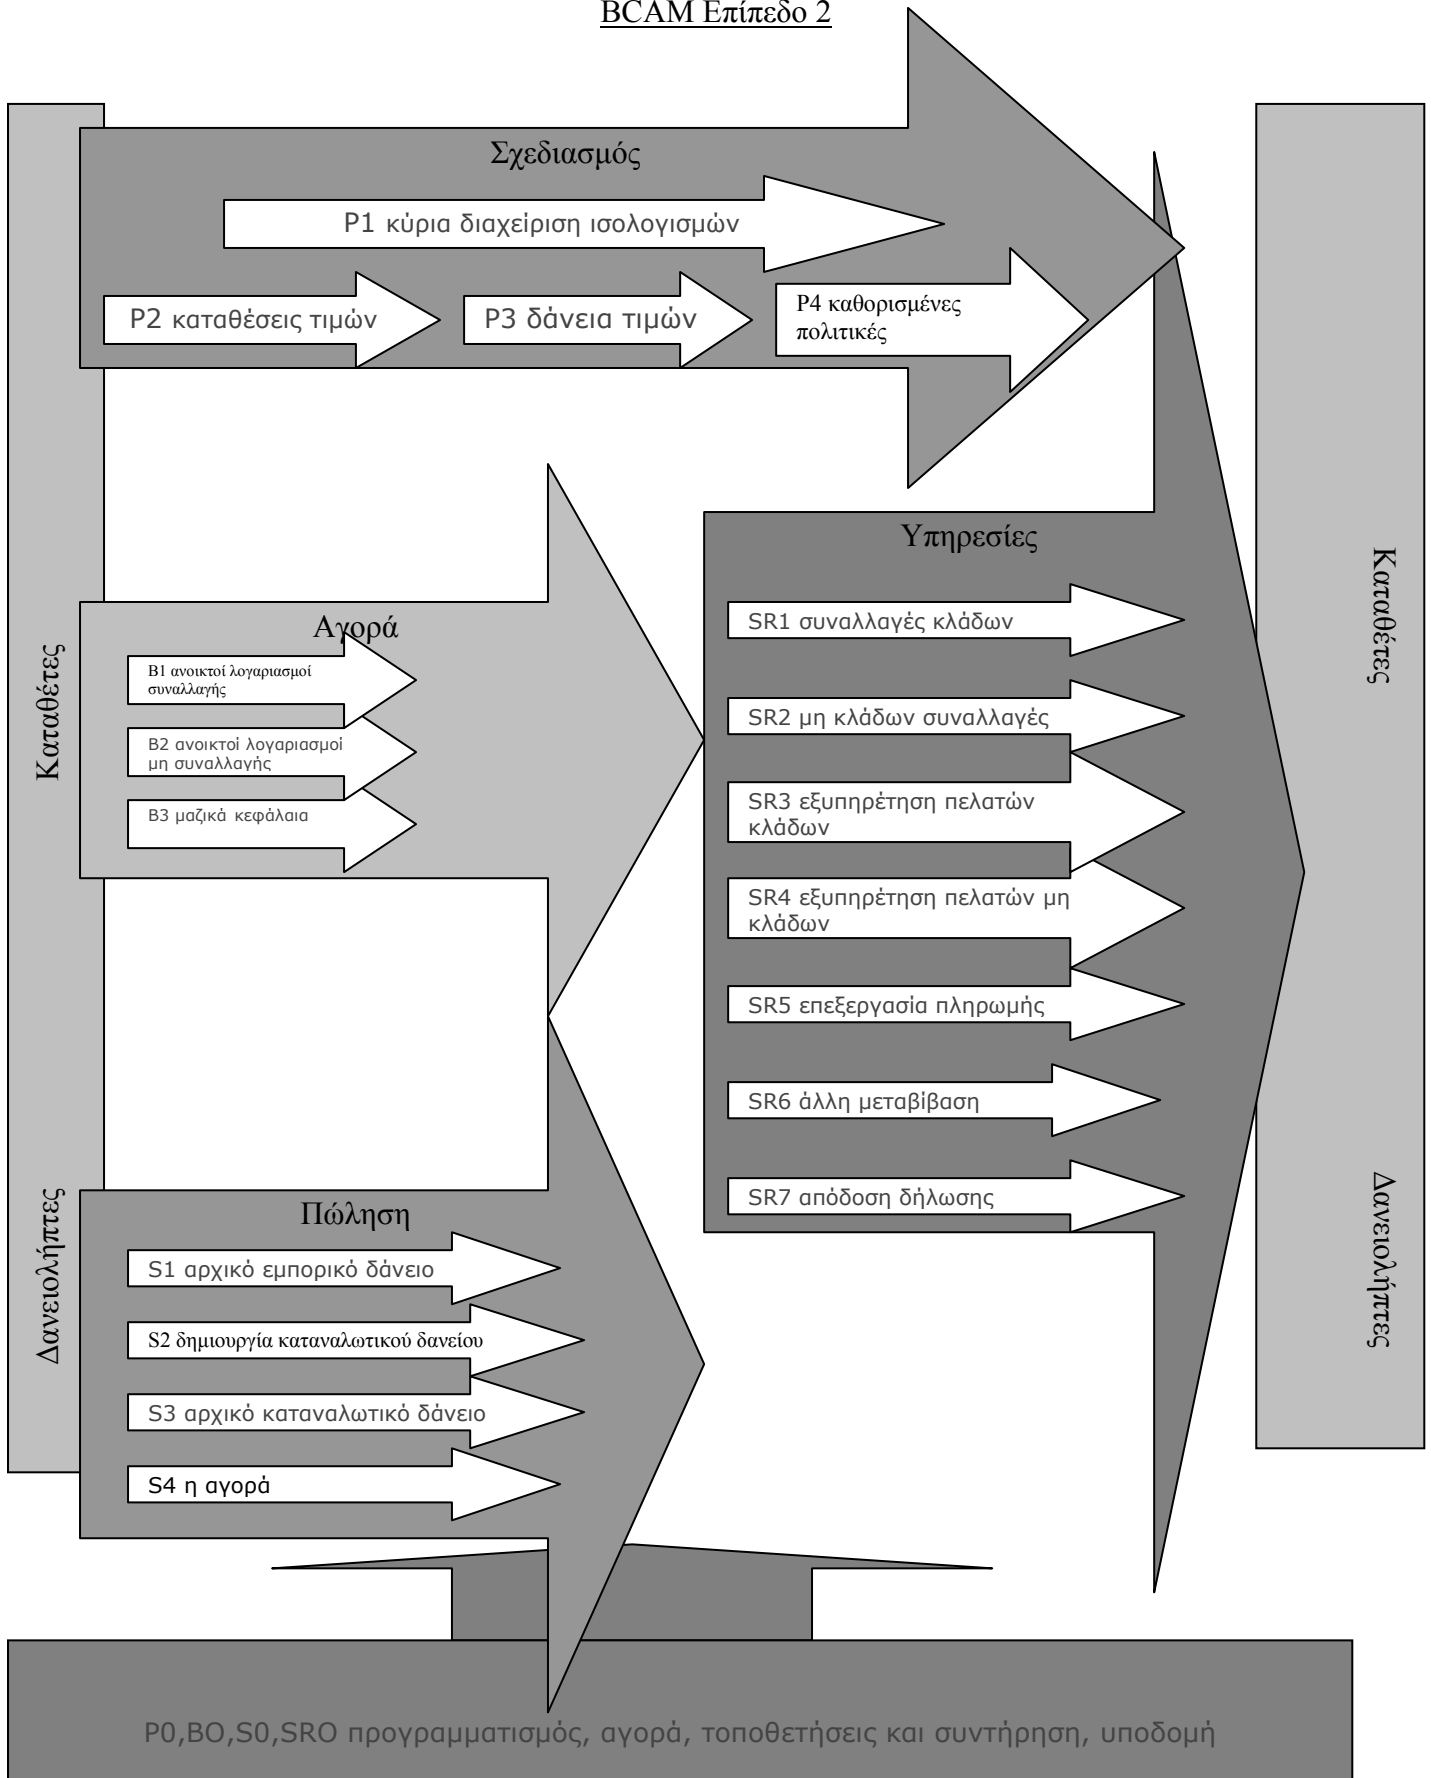 BCAM Επίπεδο 2
Σχεδιασμός
P1 κύρια διαχείριση ισολογισμών
P2 καταθέσεις τιμών
P3 δάνεια τιμών
P4 καθορισμένες
πολιτικές
Καταθέτες
Αγορά
B1 ανοικτοί λογαριασμοί
συναλλαγής
B2 ανοικτοί λογαριασμοί
μη συναλλαγής
B3 μαζικά κεφάλαια
Υπηρεσίες
SR1 συναλλαγές κλάδων
SR2 μη κλάδων συναλλαγές
SR3 εξυπηρέτηση πελατών
κλάδων
SR4 εξυπηρέτηση πελατών μη
κλάδων
SR5 επεξεργασία πληρωμής
SR6 άλλη μεταβίβαση
SR7 απόδοση δήλωσης
Καταθέτες
Δανειολήπτες
Πώληση
S1 αρχικό εμπορικό δάνειο
S2 δημιουργία καταναλωτικού δανείου
S3 αρχικό καταναλωτικό δάνειο
S4 η αγορά
Δανειολήπτες
P0,BO,S0,SRO προγραμματισμός, αγορά, τοποθετήσεις και συντήρηση, υποδομή